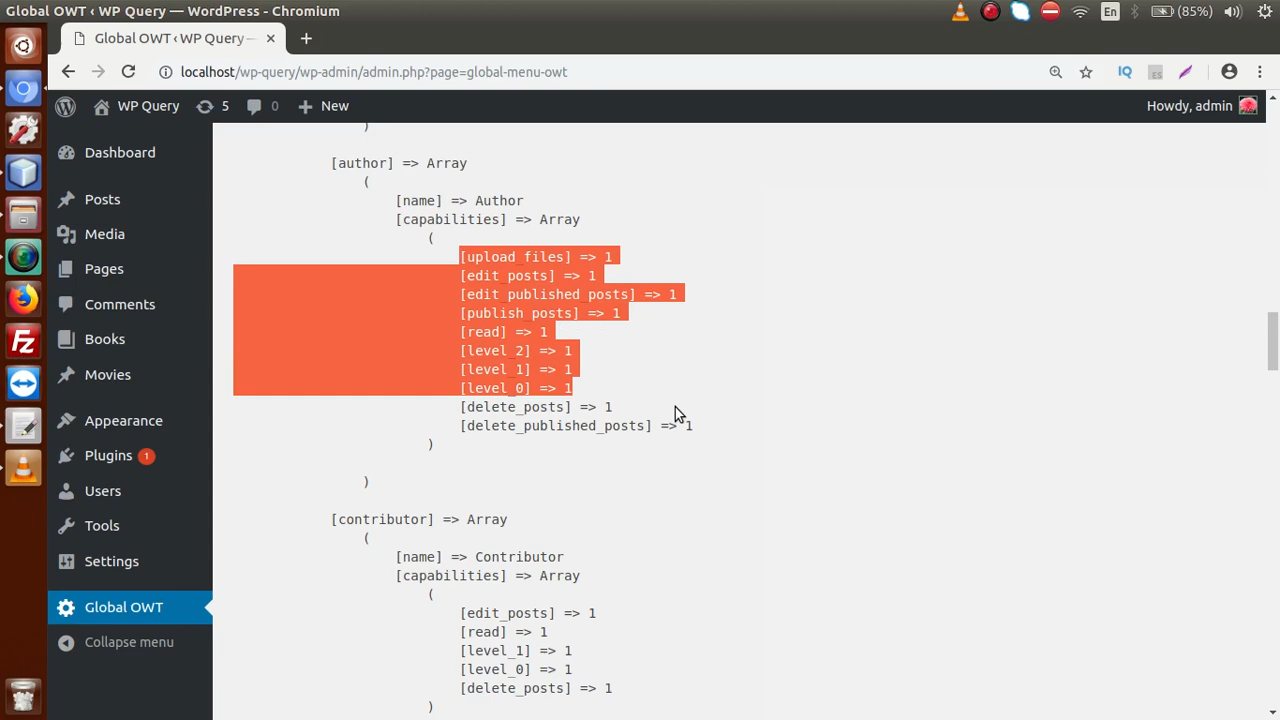 Global OWT ‹ WP Query — WordPress - Chromium
En
(85%)
Global OWT ‹ WP Query —
localhost/wp-query/wp-admin/admin.php?page=global-menu-owt
IQ
ES
WP Query
5
0
New
Howdy, admin
Dashboard
Posts
Media
Pages
Comments
Books
Movies
Appearance
Plugins 1
Users
Tools
Settings
Global OWT
Collapse menu
)
[author] => Array
(
[name] => Author
[capabilities] => Array
(
[upload_files] => 1
[edit_posts] => 1
[edit_published_posts] => 1
[publish_posts] => 1
[read] => 1
[level_2] => 1
[level_1] => 1
[level_0] => 1
[delete_posts] => 1
[delete_published_posts] => 1
)
)
[contributor] => Array
(
[name] => Contributor
[capabilities] => Array
(
[edit_posts] => 1
[read] => 1
[level_1] => 1
[level_0] => 1
[delete_posts] => 1
)